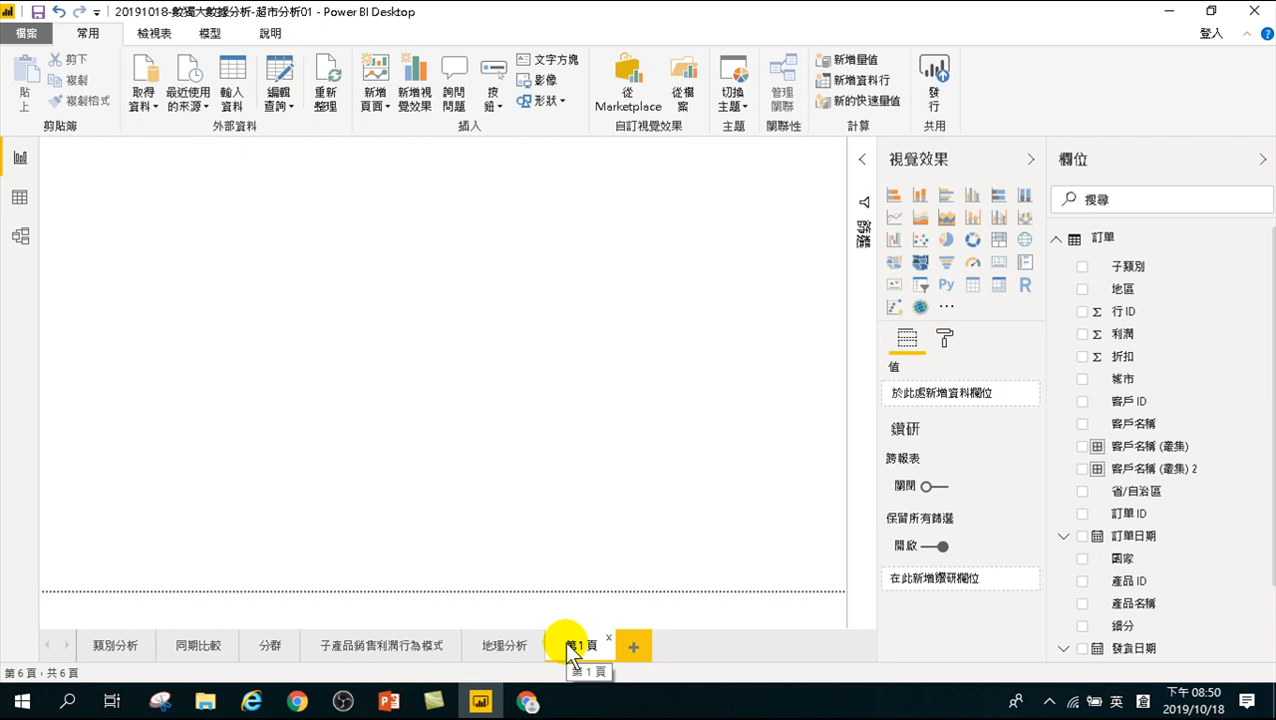 20191018-數獨大數據分析-超市分析01 - Power BI Desktop
檔案
常用
檢視表
模型
說明
登入
貼上
剪下
複製
複製格式
剪貼簿
取得資料
最近使用的來源
輸入資料
編輯查詢
重新整理
外部資料
新增頁面
新增視覺效果
詢問問題
按鈕
文字方塊
影像
形狀
插入
從 Marketplace
從檔案
自訂視覺效果
切換主題
主題
管理關聯
關聯性
新增量值
新增資料行
新的快速量值
計算
發行
共用
篩選
視覺效果
Py
R
值
於此處新增資料欄位
鑽研
跨報表
關閉
保留所有篩選
開啟
在此新增鑽研欄位
欄位
搜尋
訂單
子類別
地區
行 ID
利潤
折扣
城市
客戶 ID
客戶名稱
客戶名稱 (叢集)
客戶名稱 (叢集) 2
省/自治區
訂單 ID
訂單日期
國家
產品 ID
產品名稱
細分
發貨日期
類別分析
同期比較
分群
子產品銷售利潤行為模式
地理分析
第 1 頁
第 1 頁
第 6 頁，共 6 頁
英
下午 08:50
2019/10/18